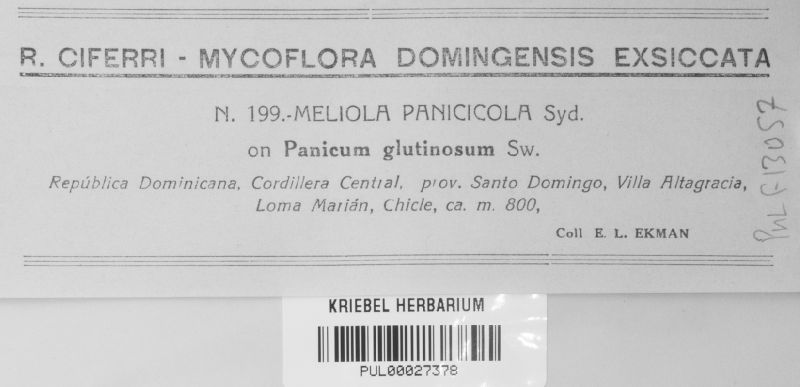 R. CIFERRI - MYCOFLORA DOMINGENSIS EXSICCATA
N. 199.-MELIOLA PANICICOLA Syd.
on Panicum glutinosum Sw.
República Dominicana, Cordillera Central, prov. Santo Domingo, Villa Altagracia,
Loma Marián, Chicle, ca. m. 800,
Coll E. L. EKMAN
PUL F13057
KRIEBEL HERBARIUM
PUL00027378